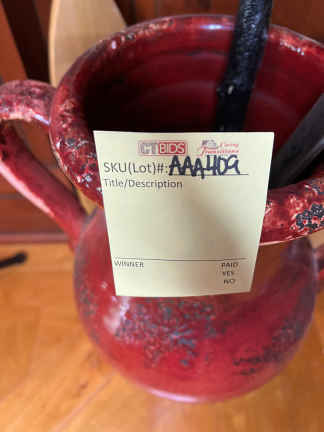 CTBIDS Caring Transitions
SKU(Lot)#: AAA409
Title/Description
WINNER PAID
YES
NO